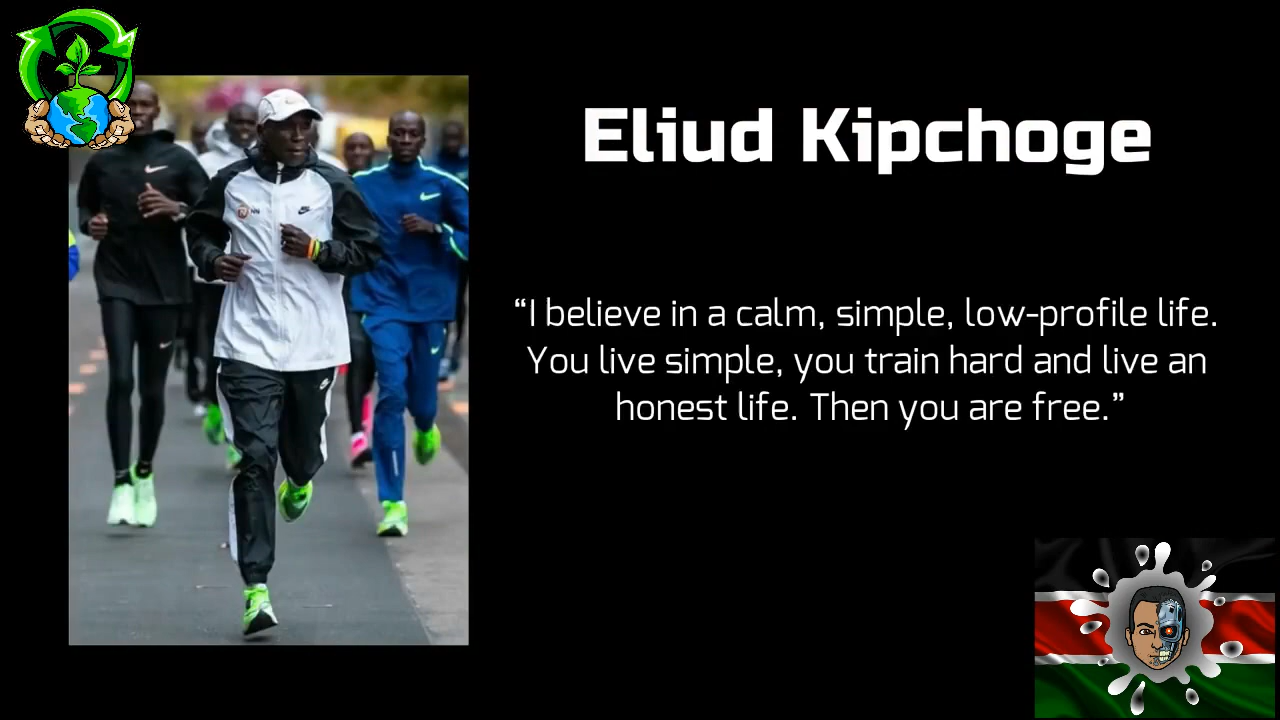 Eliud Kipchoge
“I believe in a calm, simple, low-profile life.
You live simple, you train hard and live an
honest life. Then you are free.”